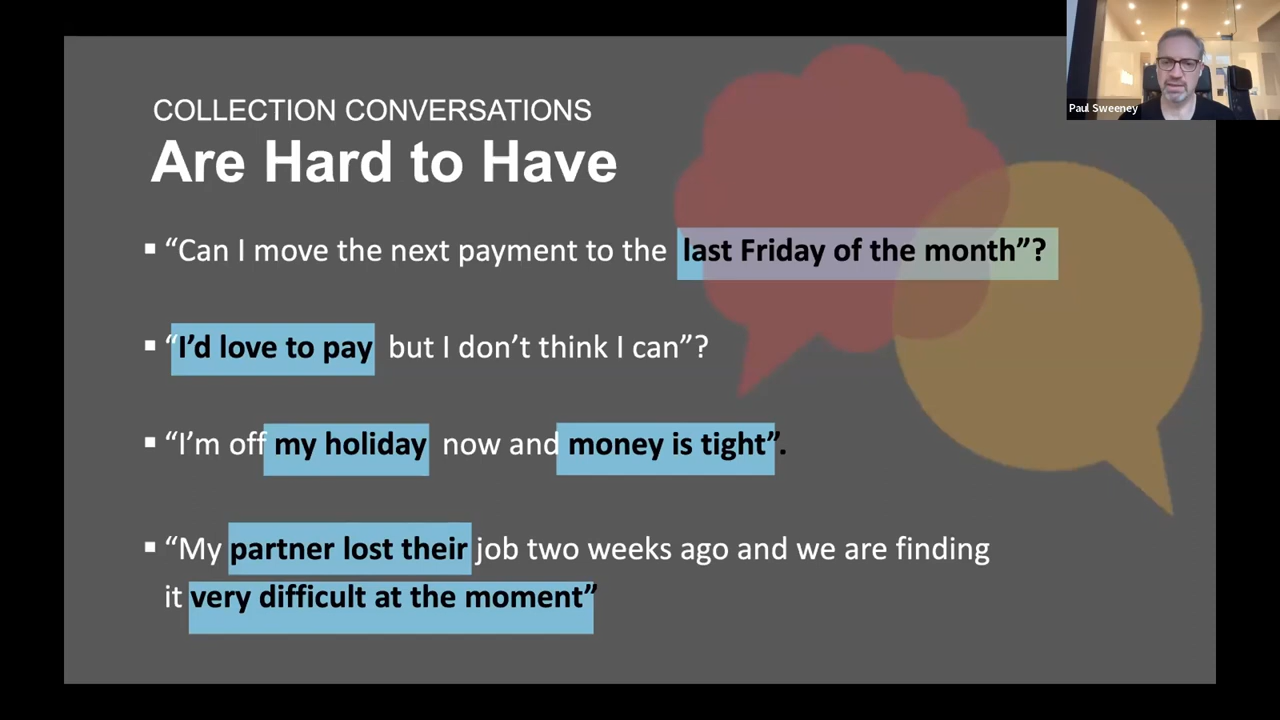 COLLECTION CONVERSATIONS
Are Hard to Have
Paul Sweeney
▪ “Can I move the next payment to the last Friday of the month”?
▪ “I’d love to pay but I don’t think I can”?
▪ “I’m off my holiday now and money is tight”.
▪ “My partner lost their job two weeks ago and we are finding
it very difficult at the moment”